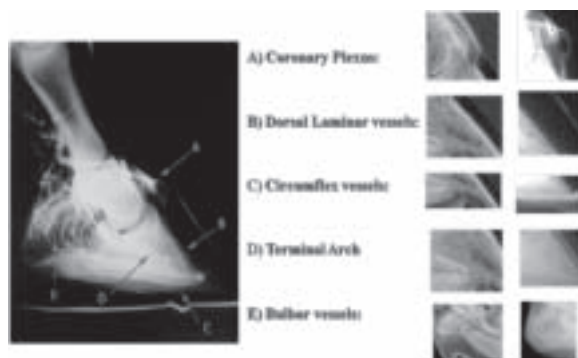 A) Coronary Plexus:
B) Dorsal Laminar vessels:
C) Circumflex vessels:
D) Terminal Arch
E) Bulbar vessels:
A
B
E
D
C